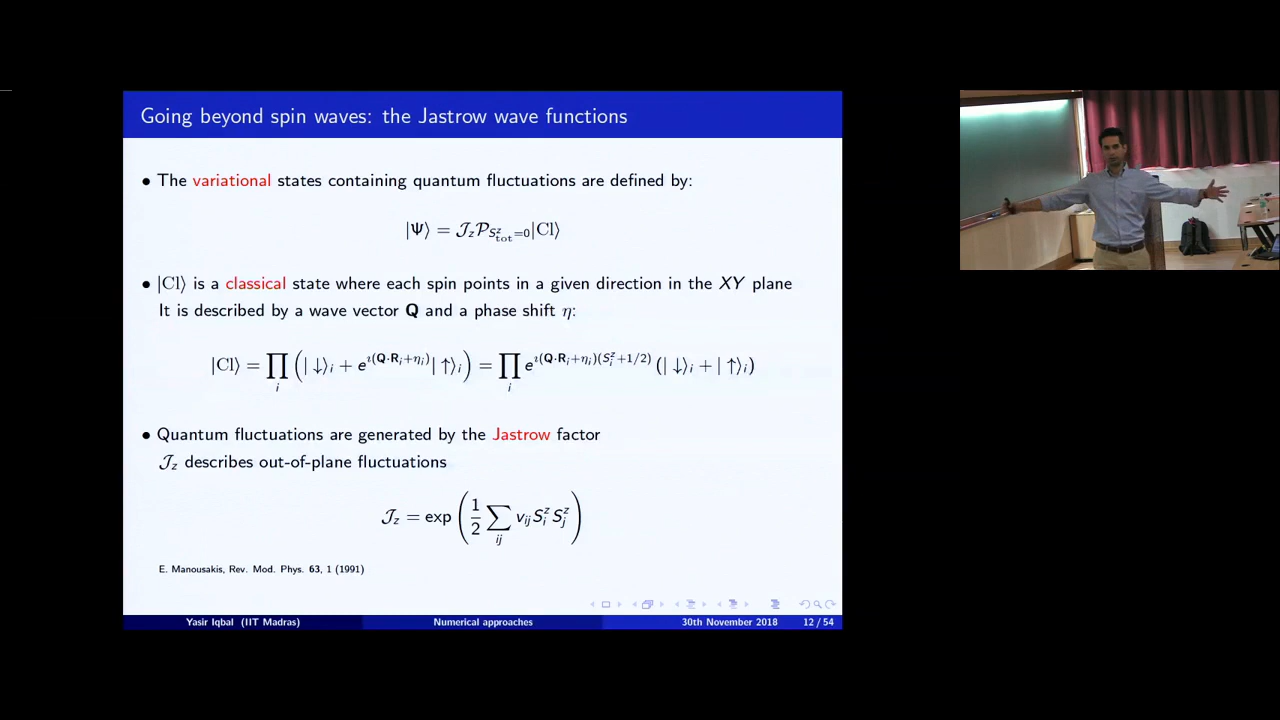 Going beyond spin waves: the Jastrow wave functions
• The variational states containing quantum fluctuations are defined by:
|Ψ⟩ = 𝒥_z 𝒫_{S^z_tot=0}|Cl⟩
• |Cl⟩ is a classical state where each spin points in a given direction in the XY plane
It is described by a wave vector Q and a phase shift η:
|Cl⟩ = ∏_i (|↓⟩_i + e^{ı(Q·R_i+η_i)}|↑⟩_i) = ∏_i e^{ı(Q·R_i+η_i)(S^z_i+1/2)} (|↓⟩_i + |↑⟩_i)
• Quantum fluctuations are generated by the Jastrow factor
𝒥_z describes out-of-plane fluctuations
𝒥_z = exp(1/2 ∑_{ij} v_{ij} S^z_i S^z_j)
E. Manousakis, Rev. Mod. Phys. 63, 1 (1991)
Yasir Iqbal (IIT Madras) Numerical approaches 30th November 2018 12 / 54